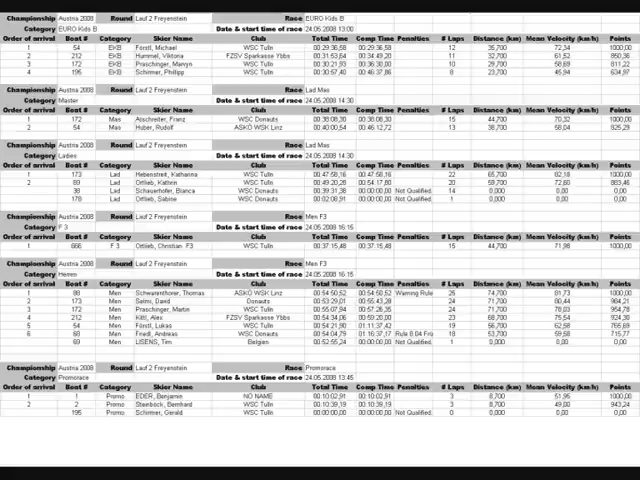 Championship Austria 2008 Round Lauf 2 Freyenstein Race EURO Kids B
Category EURO Kids B Date & start time of race 24.05.2008 13:00
Order of arrival Boat # Category Skier Name Club Total Time Comp Time Penalties # Laps Distance (km) Mean Velocity (km/h) Points
1 54 EKB Förstl, Michael WSC Tulln 00:29:36,58 00:29:36,58 12 35,700 72,34 1000,00
2 212 EKB Hummel, Viktoria FZSV Sparkasse Ybbs 00:31:53,64 00:34:49,20 11 32,700 61,52 850,36
3 172 EKB Praschinger, Marvyn WSC Tulln 00:30:21,93 00:36:30,00 10 29,700 58,69 811,22
4 195 EKB Schirmer, Philipp WSC Tulln 00:30:57,40 00:46:37,86 8 23,700 45,94 634,97
Championship Austria 2008 Round Lauf 2 Freyenstein Race Lad Mas
Category Master Date & start time of race 24.05.2008 14:30
Order of arrival Boat # Category Skier Name Club Total Time Comp Time Penalties # Laps Distance (km) Mean Velocity (km/h) Points
1 172 Mas Alschreiter, Franz WSC Donauts 00:38:08,30 00:38:08,30 15 44,700 70,32 1000,00
2 54 Mas Huber, Rudolf ASKÖ WSK Linz 00:40:00,54 00:46:12,72 13 38,700 58,04 825,29
Championship Austria 2008 Round Lauf 2 Freyenstein Race Lad Mas
Category Ladies Date & start time of race 24.05.2008 14:30
Order of arrival Boat # Category Skier Name Club Total Time Comp Time Penalties # Laps Distance (km) Mean Velocity (km/h) Points
1 173 Lad Hebenstreit, Katharina WSC Tulln 00:47:58,16 00:47:58,16 22 65,700 82,18 1000,00
2 89 Lad Ortlieb, Kathrin WSC Tulln 00:49:20,28 00:54:17,80 20 59,700 72,60 883,46
38 Lad Schauerhofer, Bianca WSC Donauts 00:39:31,38 00:00:00,00 Not Qualified. 14 0,000 0,00 0,00
178 Lad Ortlieb, Sabine WSC Tulln 00:02:08,91 00:00:00,00 Not Qualified. 1 0,000 0,00 0,00
Championship Austria 2008 Round Lauf 2 Freyenstein Race Men F3
Category F 3 Date & start time of race 24.05.2008 16:15
Order of arrival Boat # Category Skier Name Club Total Time Comp Time Penalties # Laps Distance (km) Mean Velocity (km/h) Points
1 666 F 3 Ortlieb, Christian F3 WSC Tulln 00:37:15,48 00:37:15,48 15 44,700 71,98 1000,00
Championship Austria 2008 Round Lauf 2 Freyenstein Race Men F3
Category Herren Date & start time of race 24.05.2008 16:15
Order of arrival Boat # Category Skier Name Club Total Time Comp Time Penalties # Laps Distance (km) Mean Velocity (km/h) Points
1 88 Men Schwarenthorer, Thomas ASKÖ WSK Linz 00:54:50,52 00:54:50,52 Warning Rule 25 74,700 81,73 1000,00
2 173 Men Salins, David Donauts 00:53:29,01 00:55:43,28 24 71,700 80,44 984,21
3 172 Men Praschinger, Martin WSC Tulln 00:55:07,94 00:57:26,35 24 71,700 78,03 954,78
4 212 Men Kittl, Alex FZSV Sparkasse Ybbs 00:54:34,06 00:59:20,00 23 68,700 75,54 924,30
5 54 Men Förstl, Lukas WSC Tulln 00:54:21,80 01:11:37,42 19 56,700 62,58 765,69
6 68 Men Friedl, Andreas WSC Donauts 00:54:04,79 01:16:37,17 Rule 8.04 Frü 18 53,700 59,58 715,77
69 Men LISENS, Tim Belgien 00:52:55,24 00:00:00,00 Not Qualified. 1 0,000 0,00 0,00
Championship Austria 2008 Round Lauf 2 Freyenstein Race Promorace
Category Promorace Date & start time of race 24.05.2008 13:45
Order of arrival Boat # Category Skier Name Club Total Time Comp Time Penalties # Laps Distance (km) Mean Velocity (km/h) Points
1 1 Promo EDER, Benjamin NO NAME 00:10:02,91 00:10:02,91 3 8,700 51,95 1000,00
2 2 Promo Steinböck, Bernhard WSC Tulln 00:10:39,19 00:10:39,19 3 8,700 49,00 943,24
195 Promo Schirmer, Gerald WSC Tulln 00:00:00,00 00:00:00,00 Not Qualified. 0 0,000 0,00 0,00